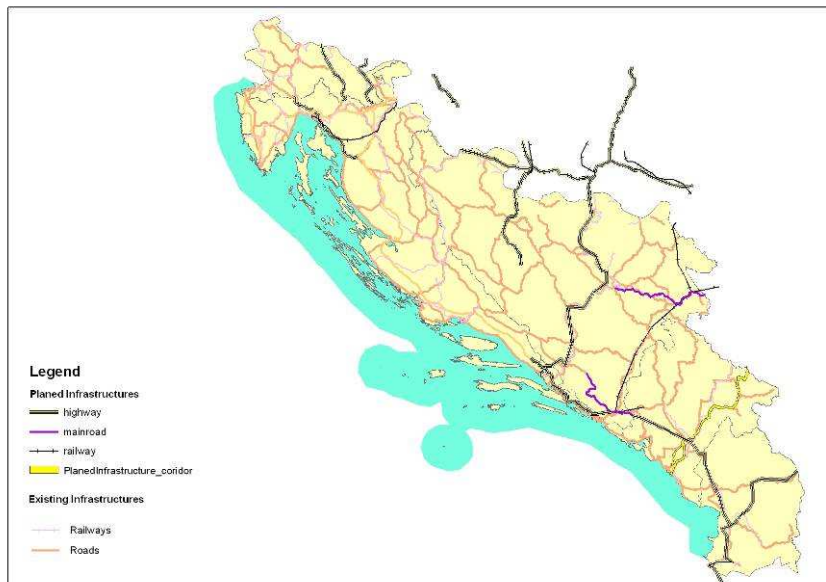 Legend
Planed Infrastructures
highway
mainroad
railway
PlanedInfrastructure_coridor
Existing Infrastructures
Railways
Roads